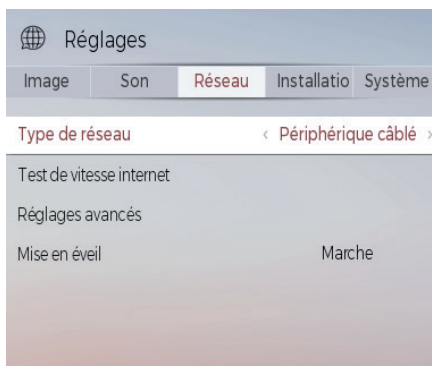 Réglages
Image Son Réseau Installatio Système
Type de réseau < Périphérique câblé >
Test de vitesse internet
Réglages avancés
Mise en éveil Marche